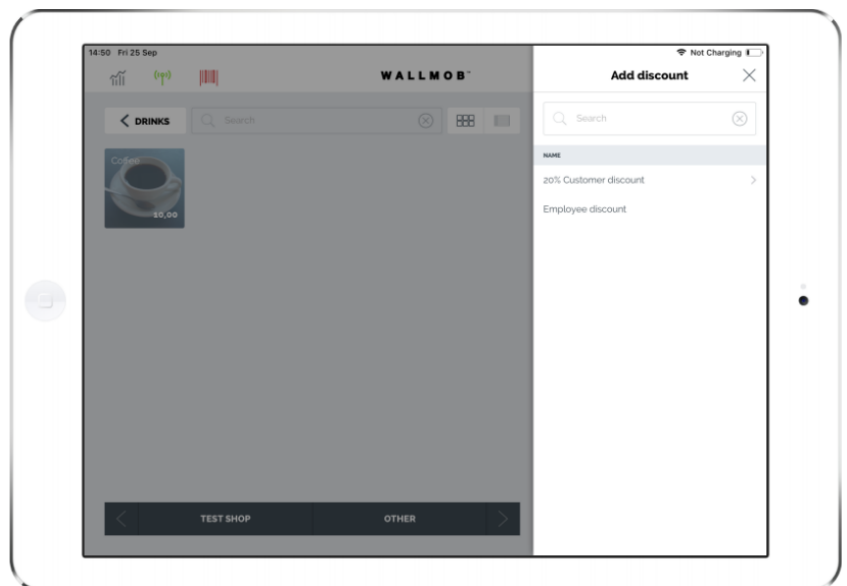 14:50 Fri 25 Sep
Not Charging
WALLMOB
Add discount
DRINKS
Search
Search
NAME
Coffee
10,00
20% Customer discount
Employee discount
TEST SHOP
OTHER